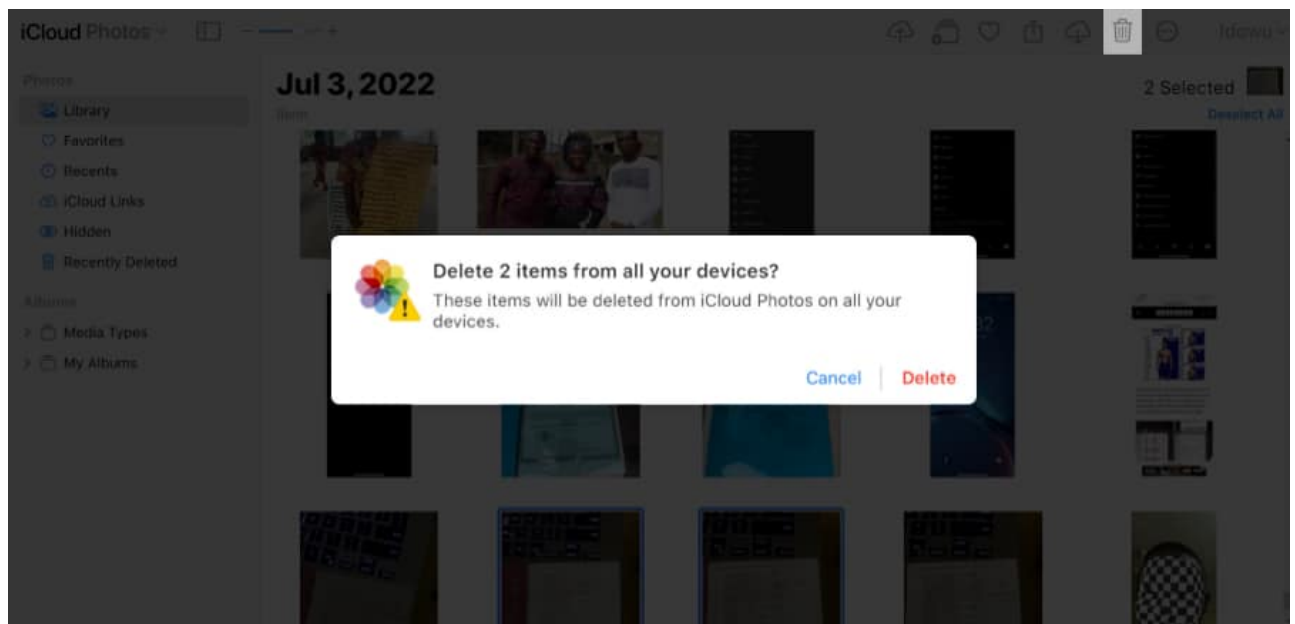 iCloud Photos
Idowu
Photos
Library
Favorites
Recents
iCloud Links
Hidden
Recently Deleted
Albums
Media Types
My Albums
Jul 3, 2022
2 Selected
Deselect All
Delete 2 items from all your devices?
These items will be deleted from iCloud Photos on all your
devices.
Cancel
Delete